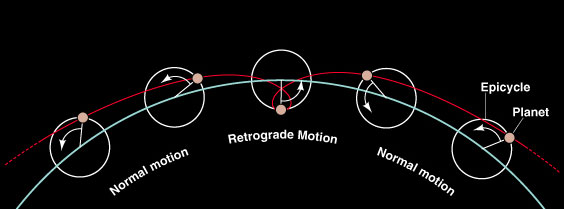 Epicycle
Planet
Retrograde Motion
Normal motion
Normal motion